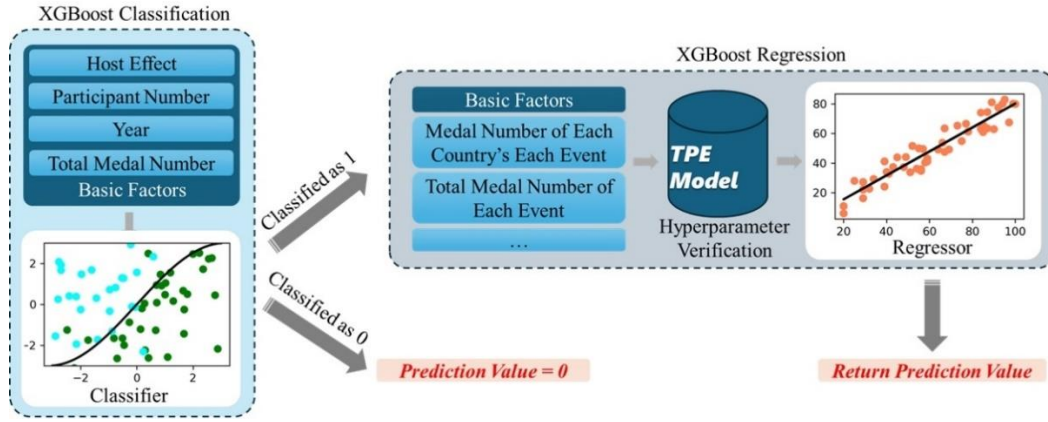 XGBoost Classification
Host Effect
Participant Number
Year
Total Medal Number
Basic Factors
2
0
-2
−2
0
2
Classifier
Classified as 1
Classified as 0
Prediction Value = 0
XGBoost Regression
Basic Factors
Medal Number of Each
Country's Each Event
Total Medal Number of
Each Event
...
TPE
Model
Hyperparameter
Verification
80
60
40
20
20
40
60
80
100
Regressor
Return Prediction Value